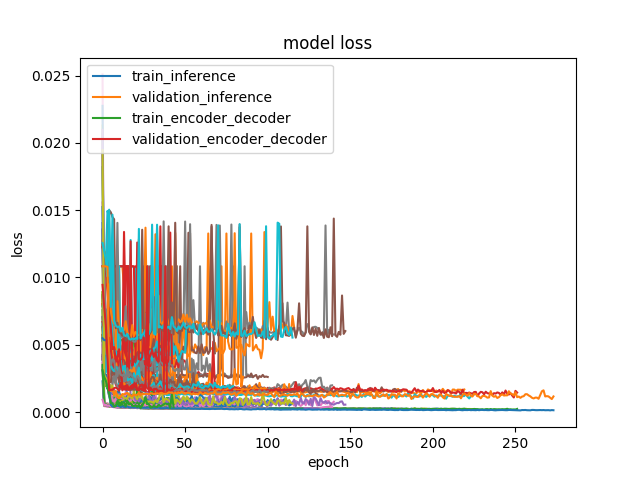 model loss
train_inference
validation_inference
train_encoder_decoder
validation_encoder_decoder
loss
0.025
0.020
0.015
0.010
0.005
0.000
0 50 100 150 200 250
epoch